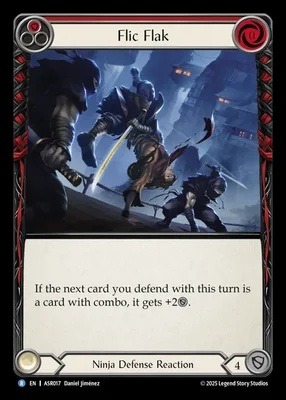 Flic Flak
If the next card you defend with this turn is
a card with combo, it gets +2.
Ninja Defense Reaction
4
R EN | ASR017 Daniel Jiménez
© 2025 Legend Story Studios